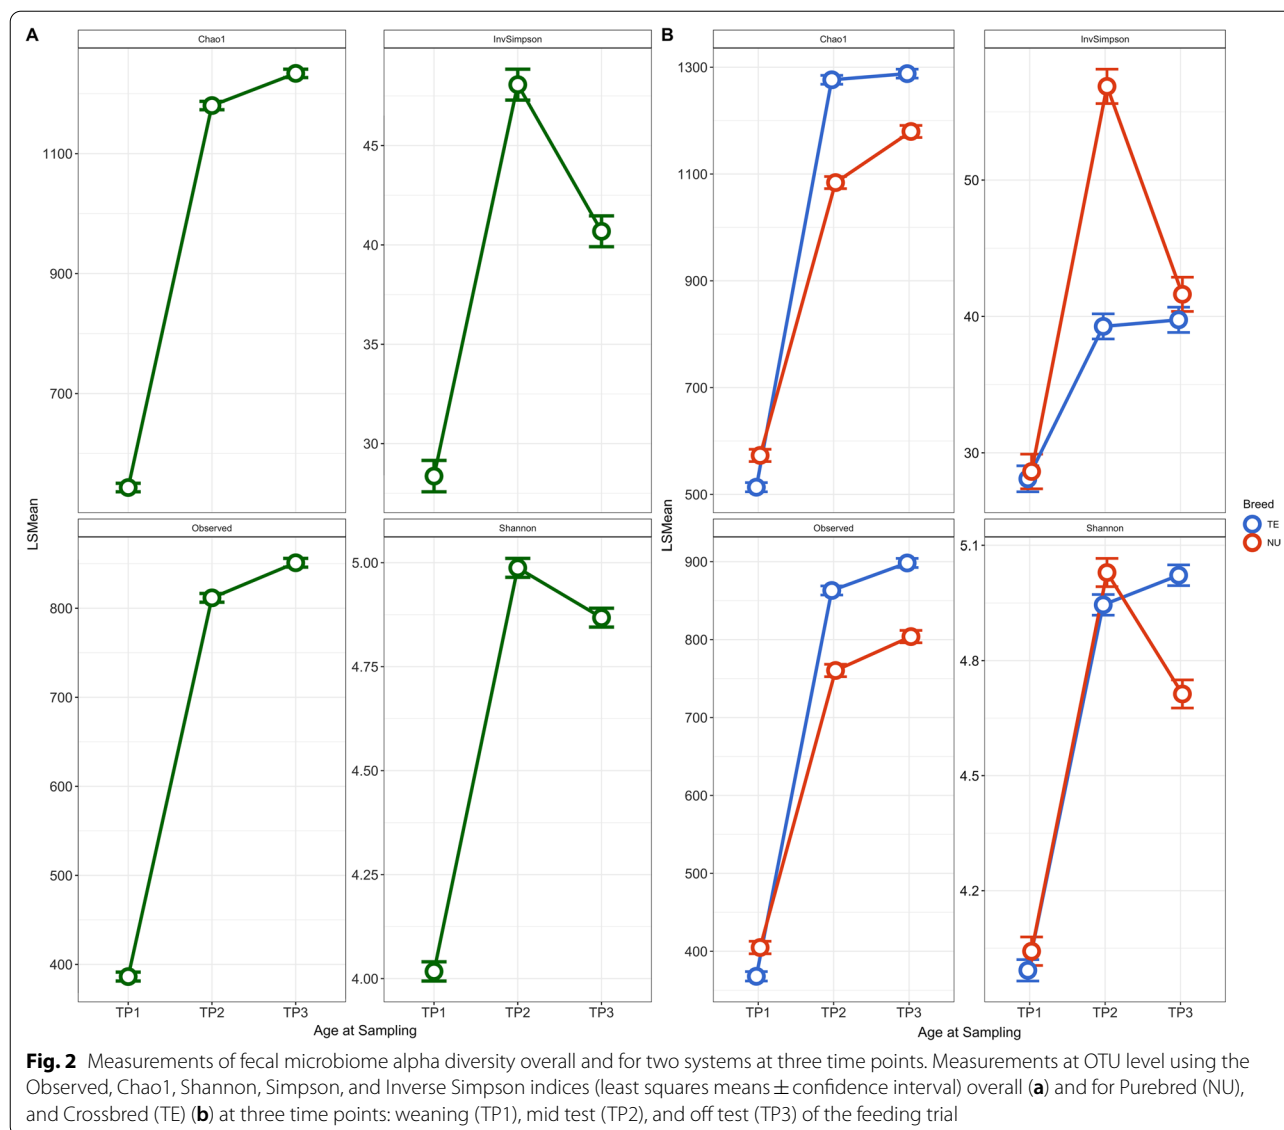 A
Chao1
InvSimpson
1100
900
700
45
40
35
30
LSMean
Observed
Shannon
800
700
600
500
400
5.00
4.75
4.50
4.25
4.00
TP1 TP2 TP3
TP1 TP2 TP3
Age at Sampling
B
Chao1
InvSimpson
1300
1100
900
700
500
50
40
30
LSMean
Observed
Shannon
900
800
700
600
500
400
5.1
4.8
4.5
4.2
TP1 TP2 TP3
TP1 TP2 TP3
Age at Sampling
Breed
TE
NU
Fig. 2 Measurements of fecal microbiome alpha diversity overall and for two systems at three time points. Measurements at OTU level using the
Observed, Chao1, Shannon, Simpson, and Inverse Simpson indices (least squares means ± confidence interval) overall (a) and for Purebred (NU),
and Crossbred (TE) (b) at three time points: weaning (TP1), mid test (TP2), and off test (TP3) of the feeding trial